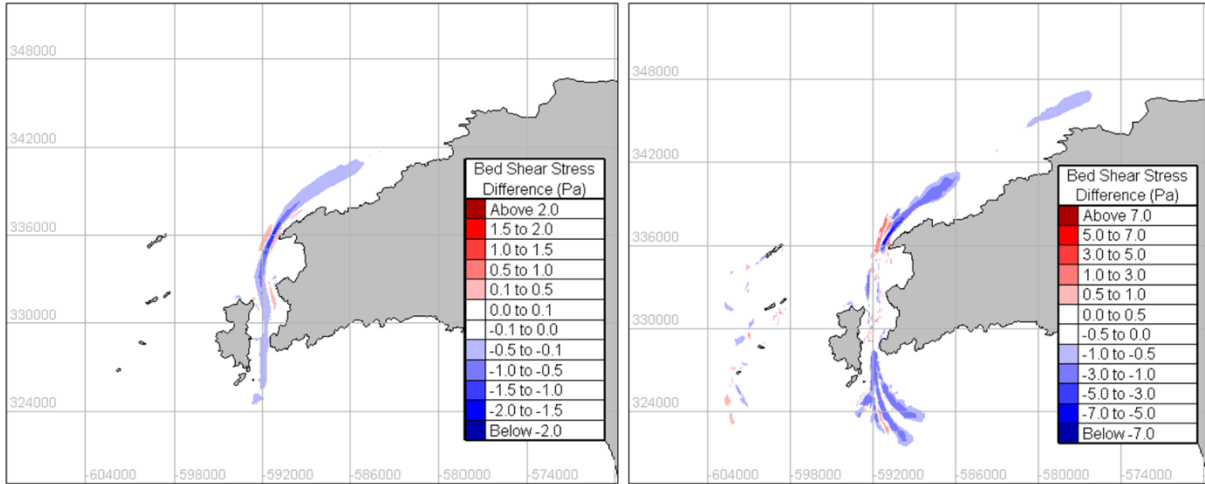 348000
342000
336000
330000
324000
-604000
-598000
-592000
-586000
-580000
-574000
Bed Shear Stress
Difference (Pa)
Above 2.0
1.5 to 2.0
1.0 to 1.5
0.5 to 1.0
0.1 to 0.5
0.0 to 0.1
-0.1 to 0.0
-0.5 to -0.1
-1.0 to -0.5
-1.5 to -1.0
-2.0 to -1.5
Below -2.0
348000
342000
336000
330000
324000
-604000
-598000
-592000
-586000
-580000
-574000
Bed Shear Stress
Difference (Pa)
Above 7.0
5.0 to 7.0
3.0 to 5.0
1.0 to 3.0
0.5 to 1.0
0.0 to 0.5
-0.5 to 0.0
-1.0 to -0.5
-3.0 to -1.0
-5.0 to -3.0
-7.0 to -5.0
Below -7.0